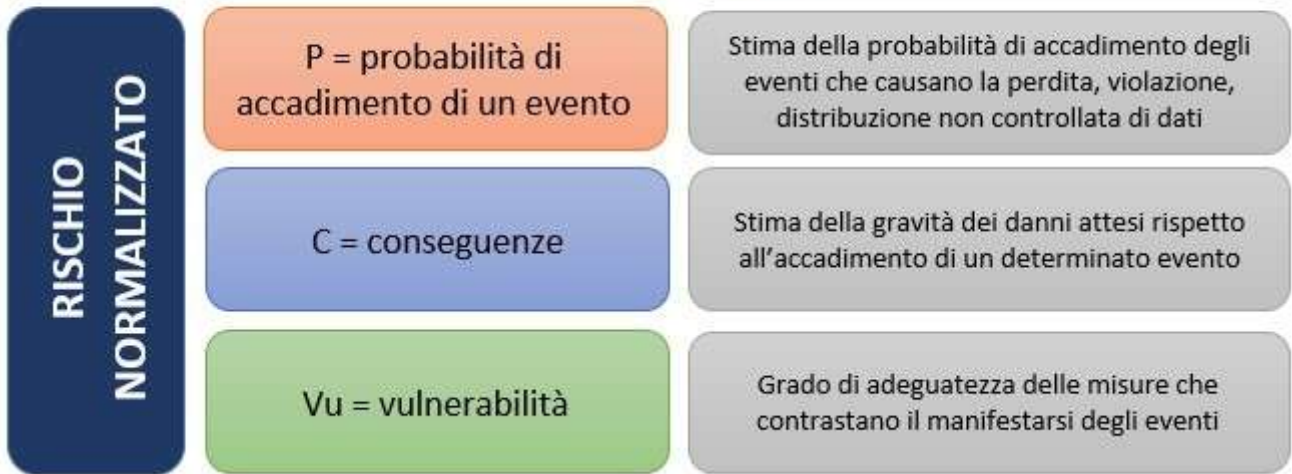 RISCHIO
NORMALIZZATO
P = probabilità di
accadimento di un evento
Stima della probabilità di accadimento degli
eventi che causano la perdita, violazione,
distribuzione non controllata di dati
C = conseguenze
Stima della gravità dei danni attesi rispetto
all’accadimento di un determinato evento
Vu = vulnerabilità
Grado di adeguatezza delle misure che
contrastano il manifestarsi degli eventi